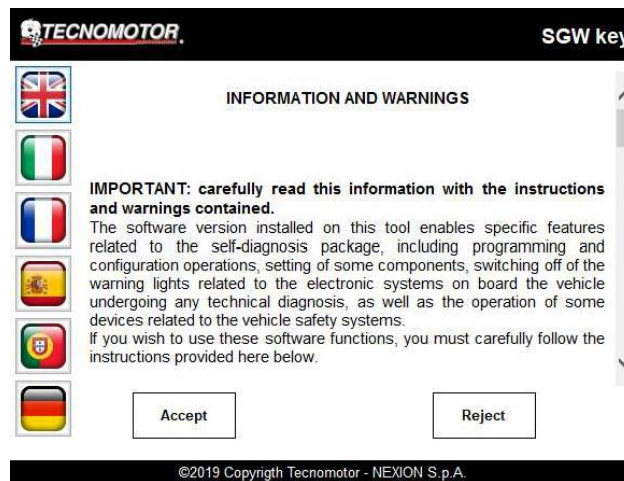 TECNOMOTOR.
SGW key
INFORMATION AND WARNINGS
IMPORTANT: carefully read this information with the instructions
and warnings contained.
The software version installed on this tool enables specific features
related to the self-diagnosis package, including programming and
configuration operations, setting of some components, switching off of the
warning lights related to the electronic systems on board the vehicle
undergoing any technical diagnosis, as well as the operation of some
devices related to the vehicle safety systems.
If you wish to use these software functions, you must carefully follow the
instructions provided here below.
Accept
Reject
©2019 Copyrigth Tecnomotor - NEXION S.p.A.